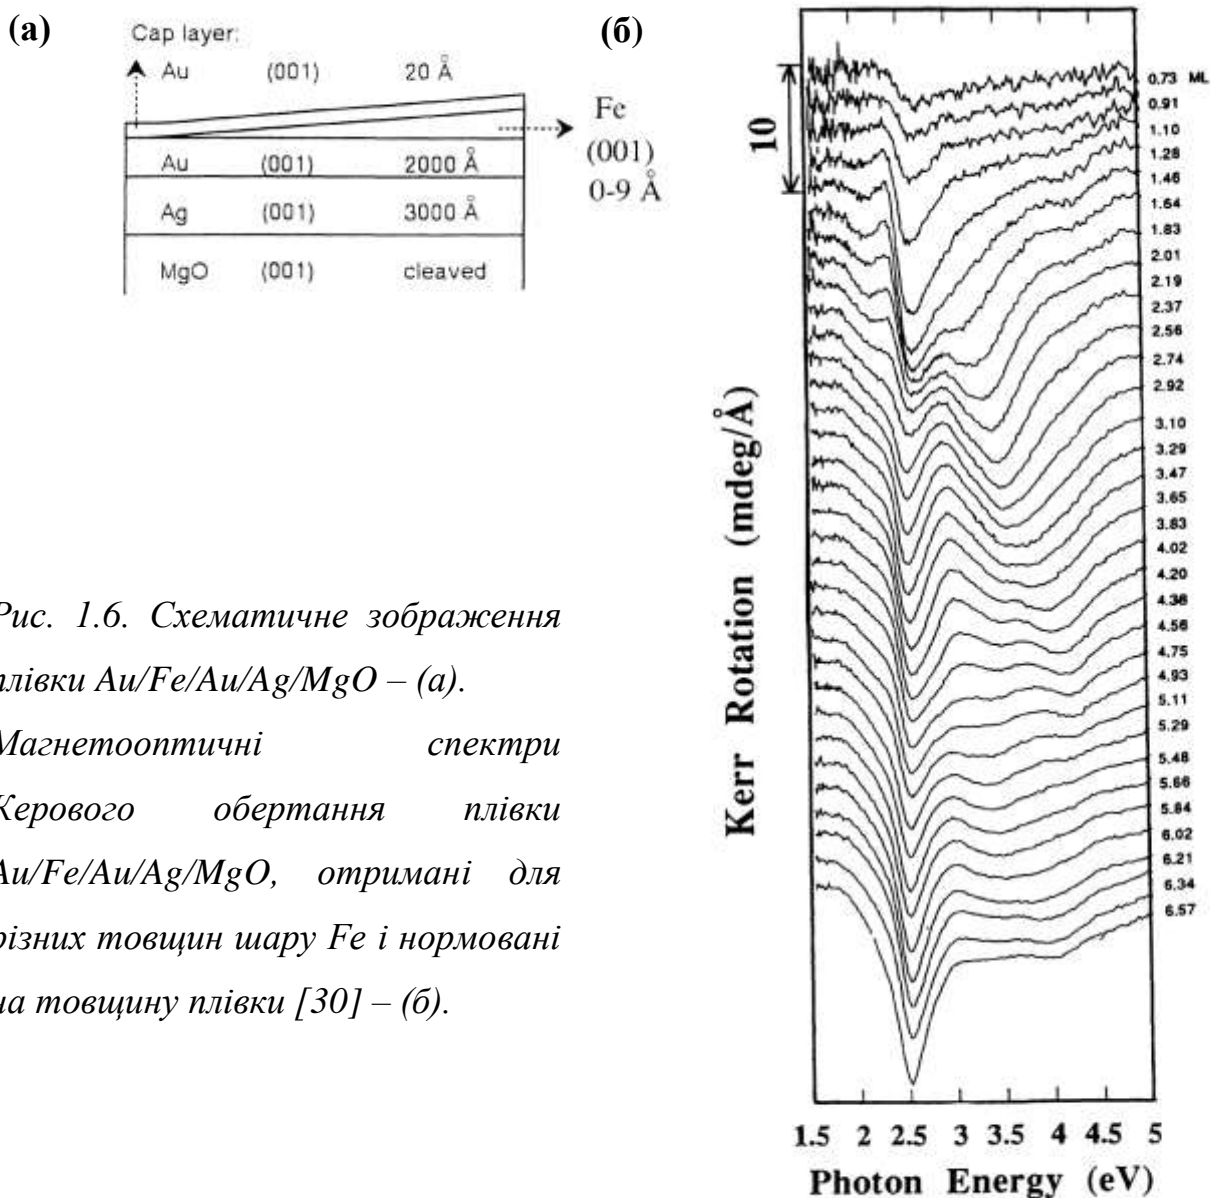 (а)
Cap layer:
Au (001) 20 Å
Au (001) 2000 Å
Ag (001) 3000 Å
MgO (001) cleaved
Fe
(001)
0-9 Å
Рис. 1.6. Схематичне зображення
плівки Au/Fe/Au/Ag/MgO – (а).
Магнетооптичні спектри
Керового обертання плівки
Au/Fe/Au/Ag/MgO, отримані для
різних товщин шару Fe і нормовані
на товщину плівки [30] – (б).
(б)
10
Kerr Rotation (mdeg/Å)
0.73 ML
0.91
1.10
1.28
1.46
1.64
1.83
2.01
2.19
2.37
2.56
2.74
2.92
3.10
3.29
3.47
3.65
3.83
4.02
4.20
4.38
4.56
4.75
4.93
5.11
5.29
5.48
5.66
5.84
6.02
6.21
6.34
6.57
1.5 2 2.5 3 3.5 4 4.5 5
Photon Energy (eV)